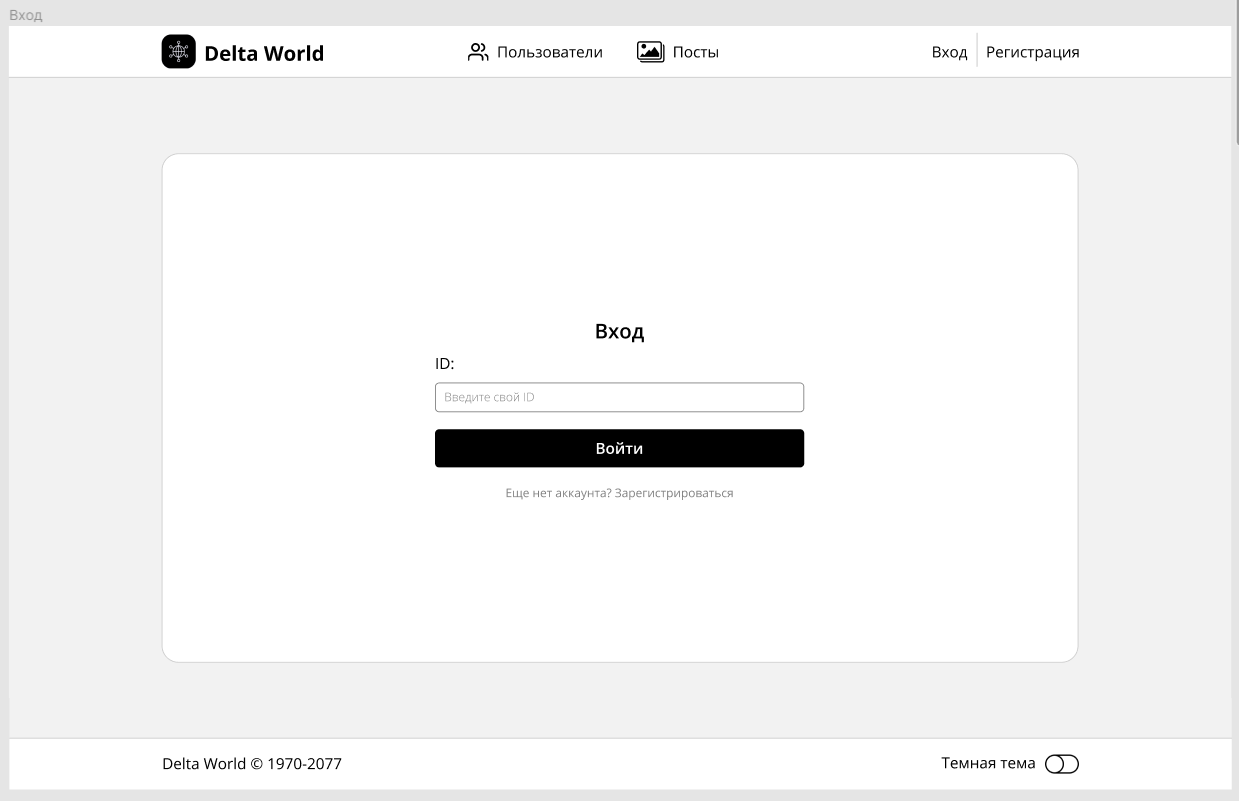 Вход
Delta World
Пользователи
Посты
Вход
Регистрация
Вход
ID:
Введите свой ID
Войти
Еще нет аккаунта? Зарегистрироваться
Delta World © 1970-2077
Темная тема